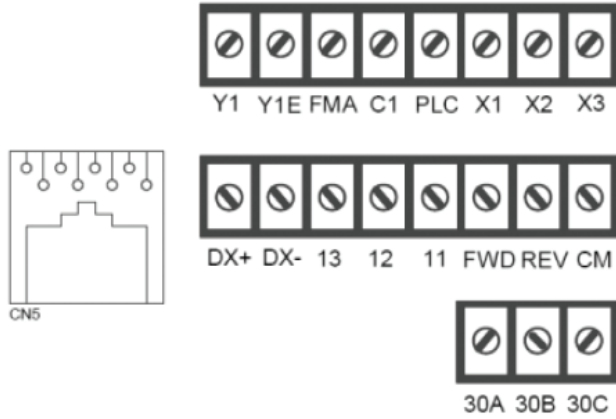 Y1 Y1E FMA C1 PLC X1 X2 X3
DX+ DX- 13 12 11 FWD REV CM
CN5
30A 30B 30C